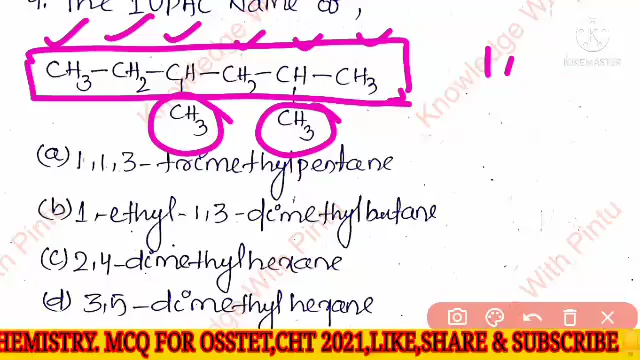 4. The IUPAC Name of,
CH3-CH2-CH-CH2-CH-CH3
CH3 CH3
(a) 1,1,3-trimethylpentane
(b) 1-ethyl-1,3-dimethylbutane
(c) 2,4-dimethylhexane
(d) 3,5-dimethylhexane
KINEMASTER
Knowledge With Pintu
HEMISTRY. MCQ FOR OSSTET,CHT 2021,LIKE,SHARE & SUBSCRIBE